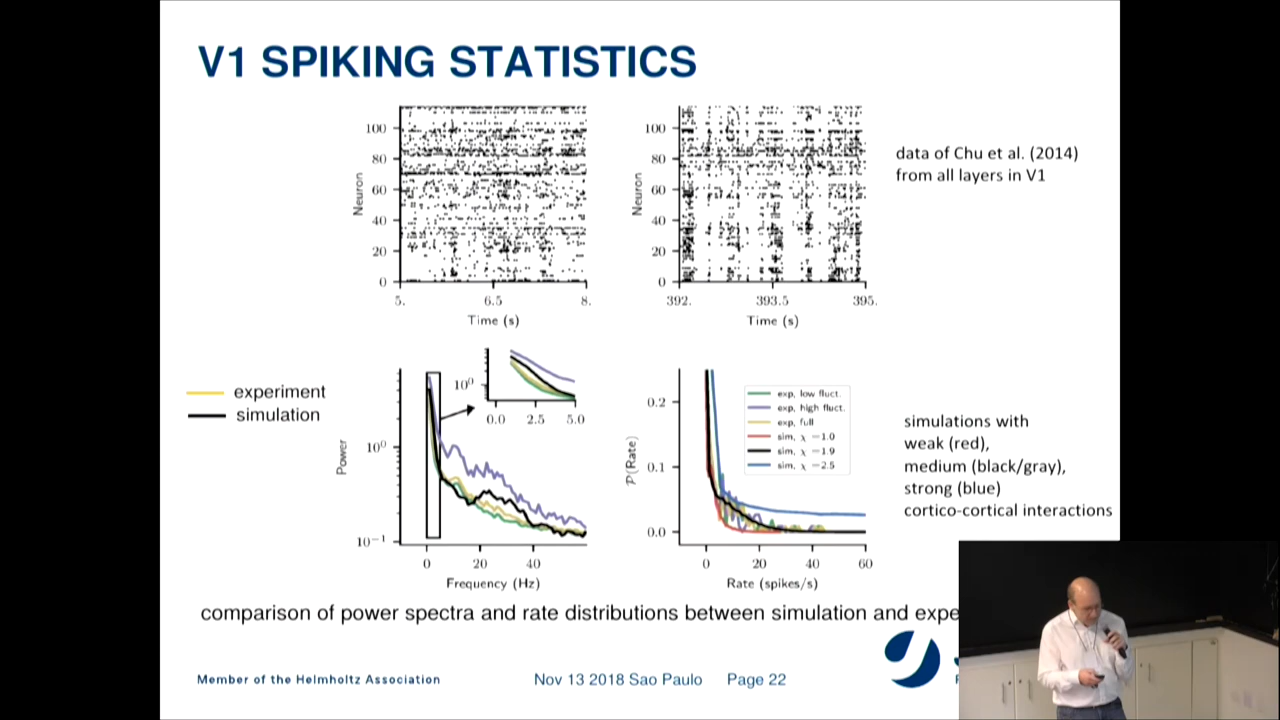 V1 SPIKING STATISTICS
100
80
60
40
20
0
Neuron
5.
6.5
8.
Time (s)
100
80
60
40
20
0
Neuron
392.
393.5
395.
Time (s)
data of Chu et al. (2014)
from all layers in V1
experiment
simulation
10⁰
10⁻¹
Power
0
20
40
Frequency (Hz)
10⁰
0.0
2.5
5.0
0.2
0.1
0.0
P(Rate)
exp, low fluct.
exp, high fluct.
exp, full
sim, χ =1.0
sim, χ =1.9
sim, χ =2.5
0
20
40
60
Rate (spikes/s)
simulations with
weak (red),
medium (black/gray),
strong (blue)
cortico-cortical interactions
comparison of power spectra and rate distributions between simulation and expe
Member of the Helmholtz Association
Nov 13 2018 Sao Paulo
Page 22